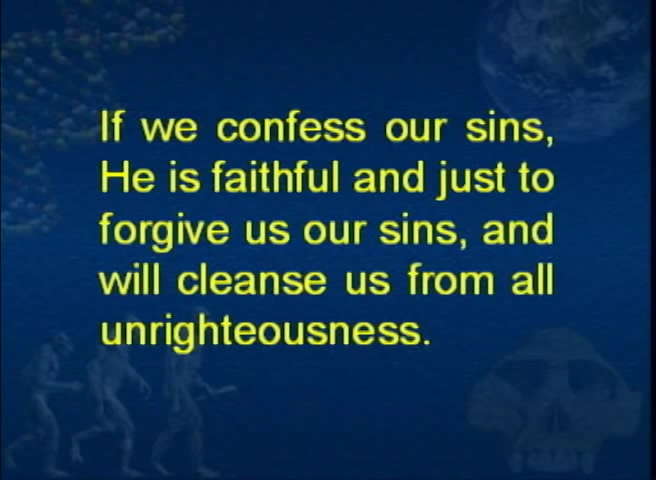 If we confess our sins,
He is faithful and just to
forgive us our sins, and
will cleanse us from all
unrighteousness.